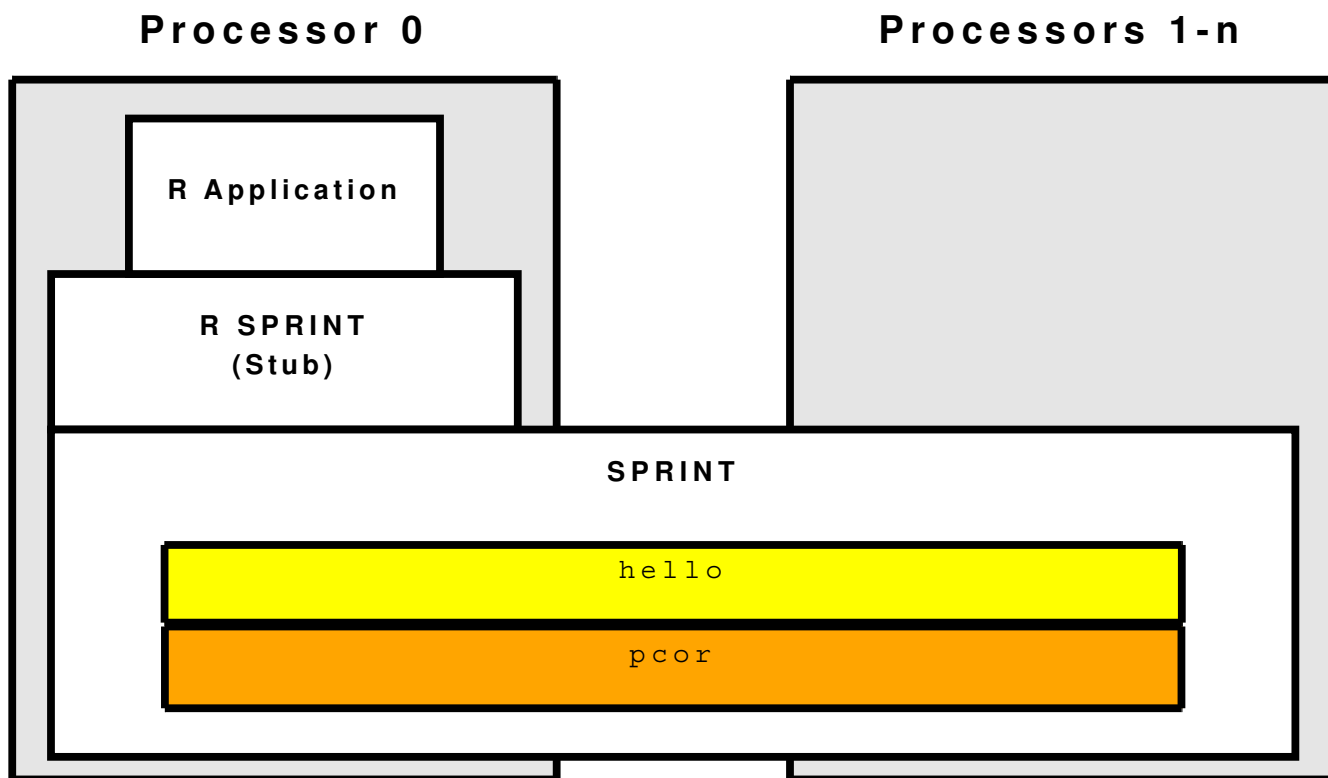 Processor 0
Processors 1-n
R Application
R SPRINT
(Stub)
SPRINT
hello
pcor